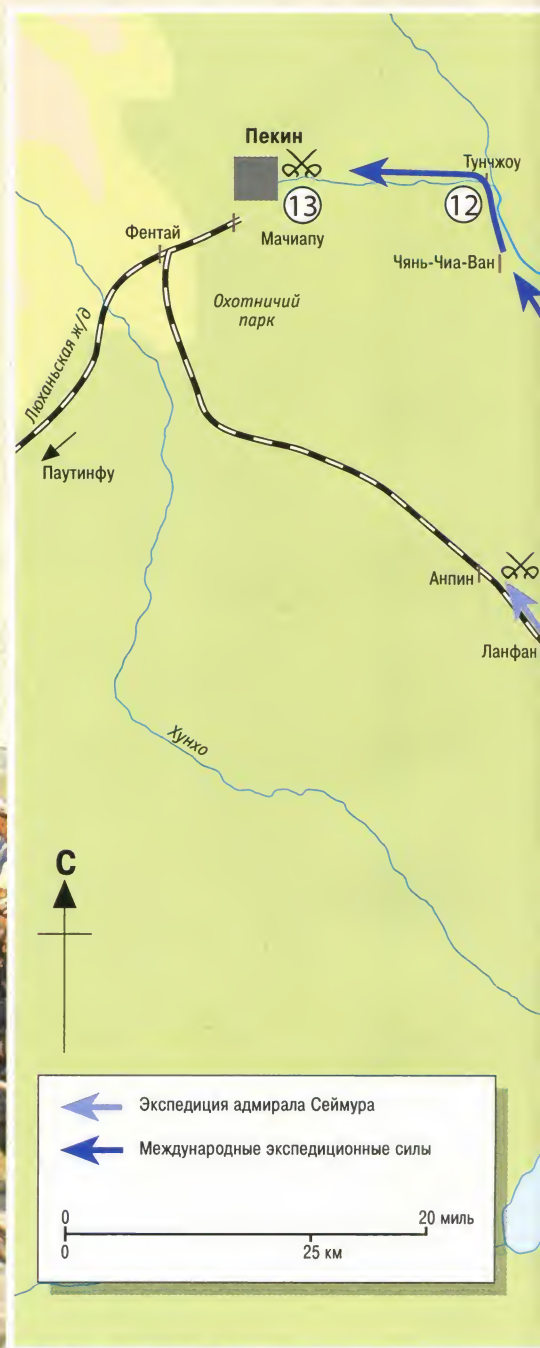 Пекин
Тунчжоу
13
12
Фентай
Мачиапу
Чянь-Чиа-Ван
Охотничий
парк
Люханьская ж/д
Паутинфу
Анпин
Ланфан
Хунхо
С
Экспедиция адмирала Сеймура
Международные экспедиционные силы
0
20 миль
0
25 км